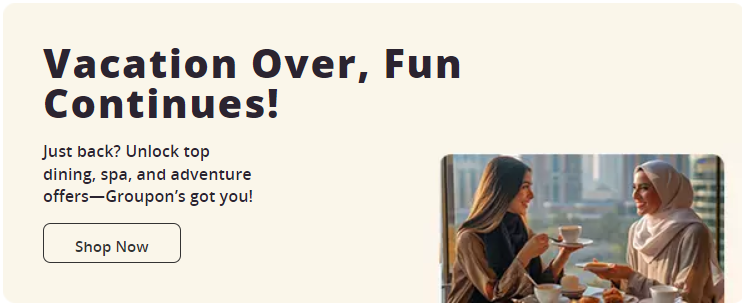 Vacation Over, Fun
Continues!
Just back? Unlock top
dining, spa, and adventure
offers—Groupon’s got you!
Shop Now